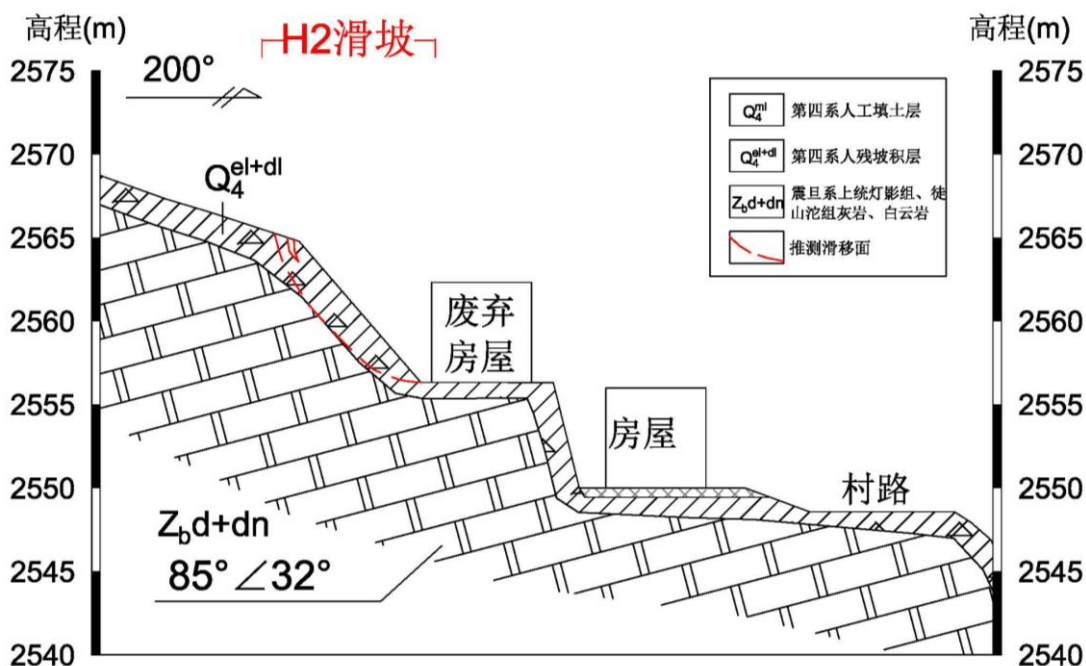 高程(m)
H2滑坡
高程(m)
2575
200°
2575
Q₄ᵐˡ 第四系人工填土层
2570
Q₄ᵉˡ⁺ᵈˡ
Q₄ᵉˡ⁺ᵈˡ 第四系人残坡积层
2570
Z_bd+dn 震旦系上统灯影组、徒
山沱组灰岩、白云岩
2565
推测滑移面
2565
2560
废弃
房屋
2560
2555
2555
房屋
2550
村路
2550
Z_bd+dn
85°∠32°
2545
2545
2540
2540